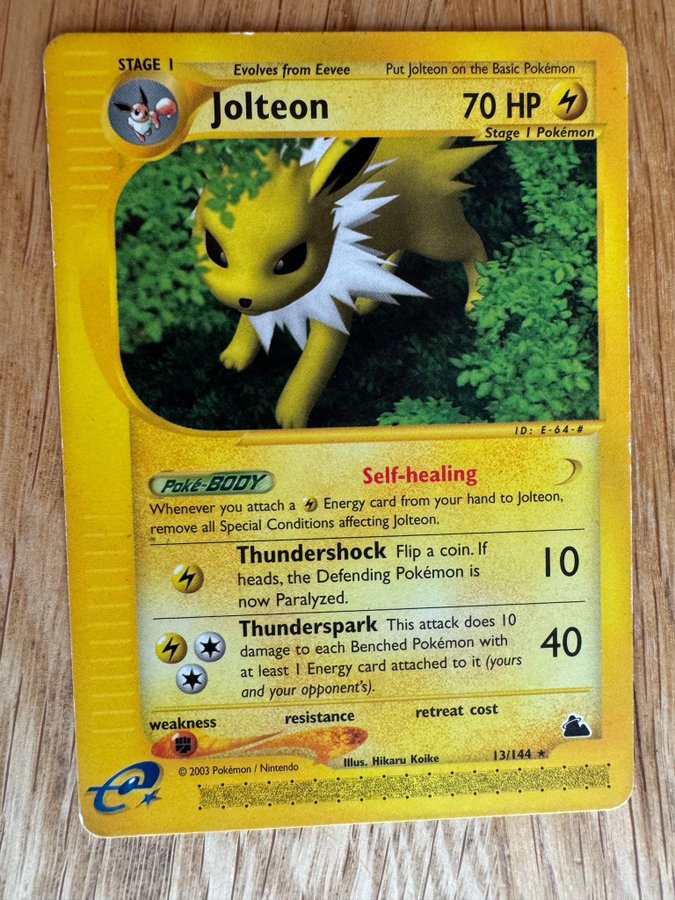 STAGE 1
Evolves from Eevee
Put Jolteon on the Basic Pokémon
Jolteon
70 HP
Stage 1 Pokémon
ID: E-64-#
Poké-BODY
Self-healing
Whenever you attach a Energy card from your hand to Jolteon,
remove all Special Conditions affecting Jolteon.
Thundershock Flip a coin. If
heads, the Defending Pokémon is
now Paralyzed.
10
Thunderspark This attack does 10
damage to each Benched Pokémon with
at least 1 Energy card attached to it (yours
and your opponent's).
40
weakness
resistance
retreat cost
Illus. Hikaru Koike
13/144 ★
© 2003 Pokémon / Nintendo
e